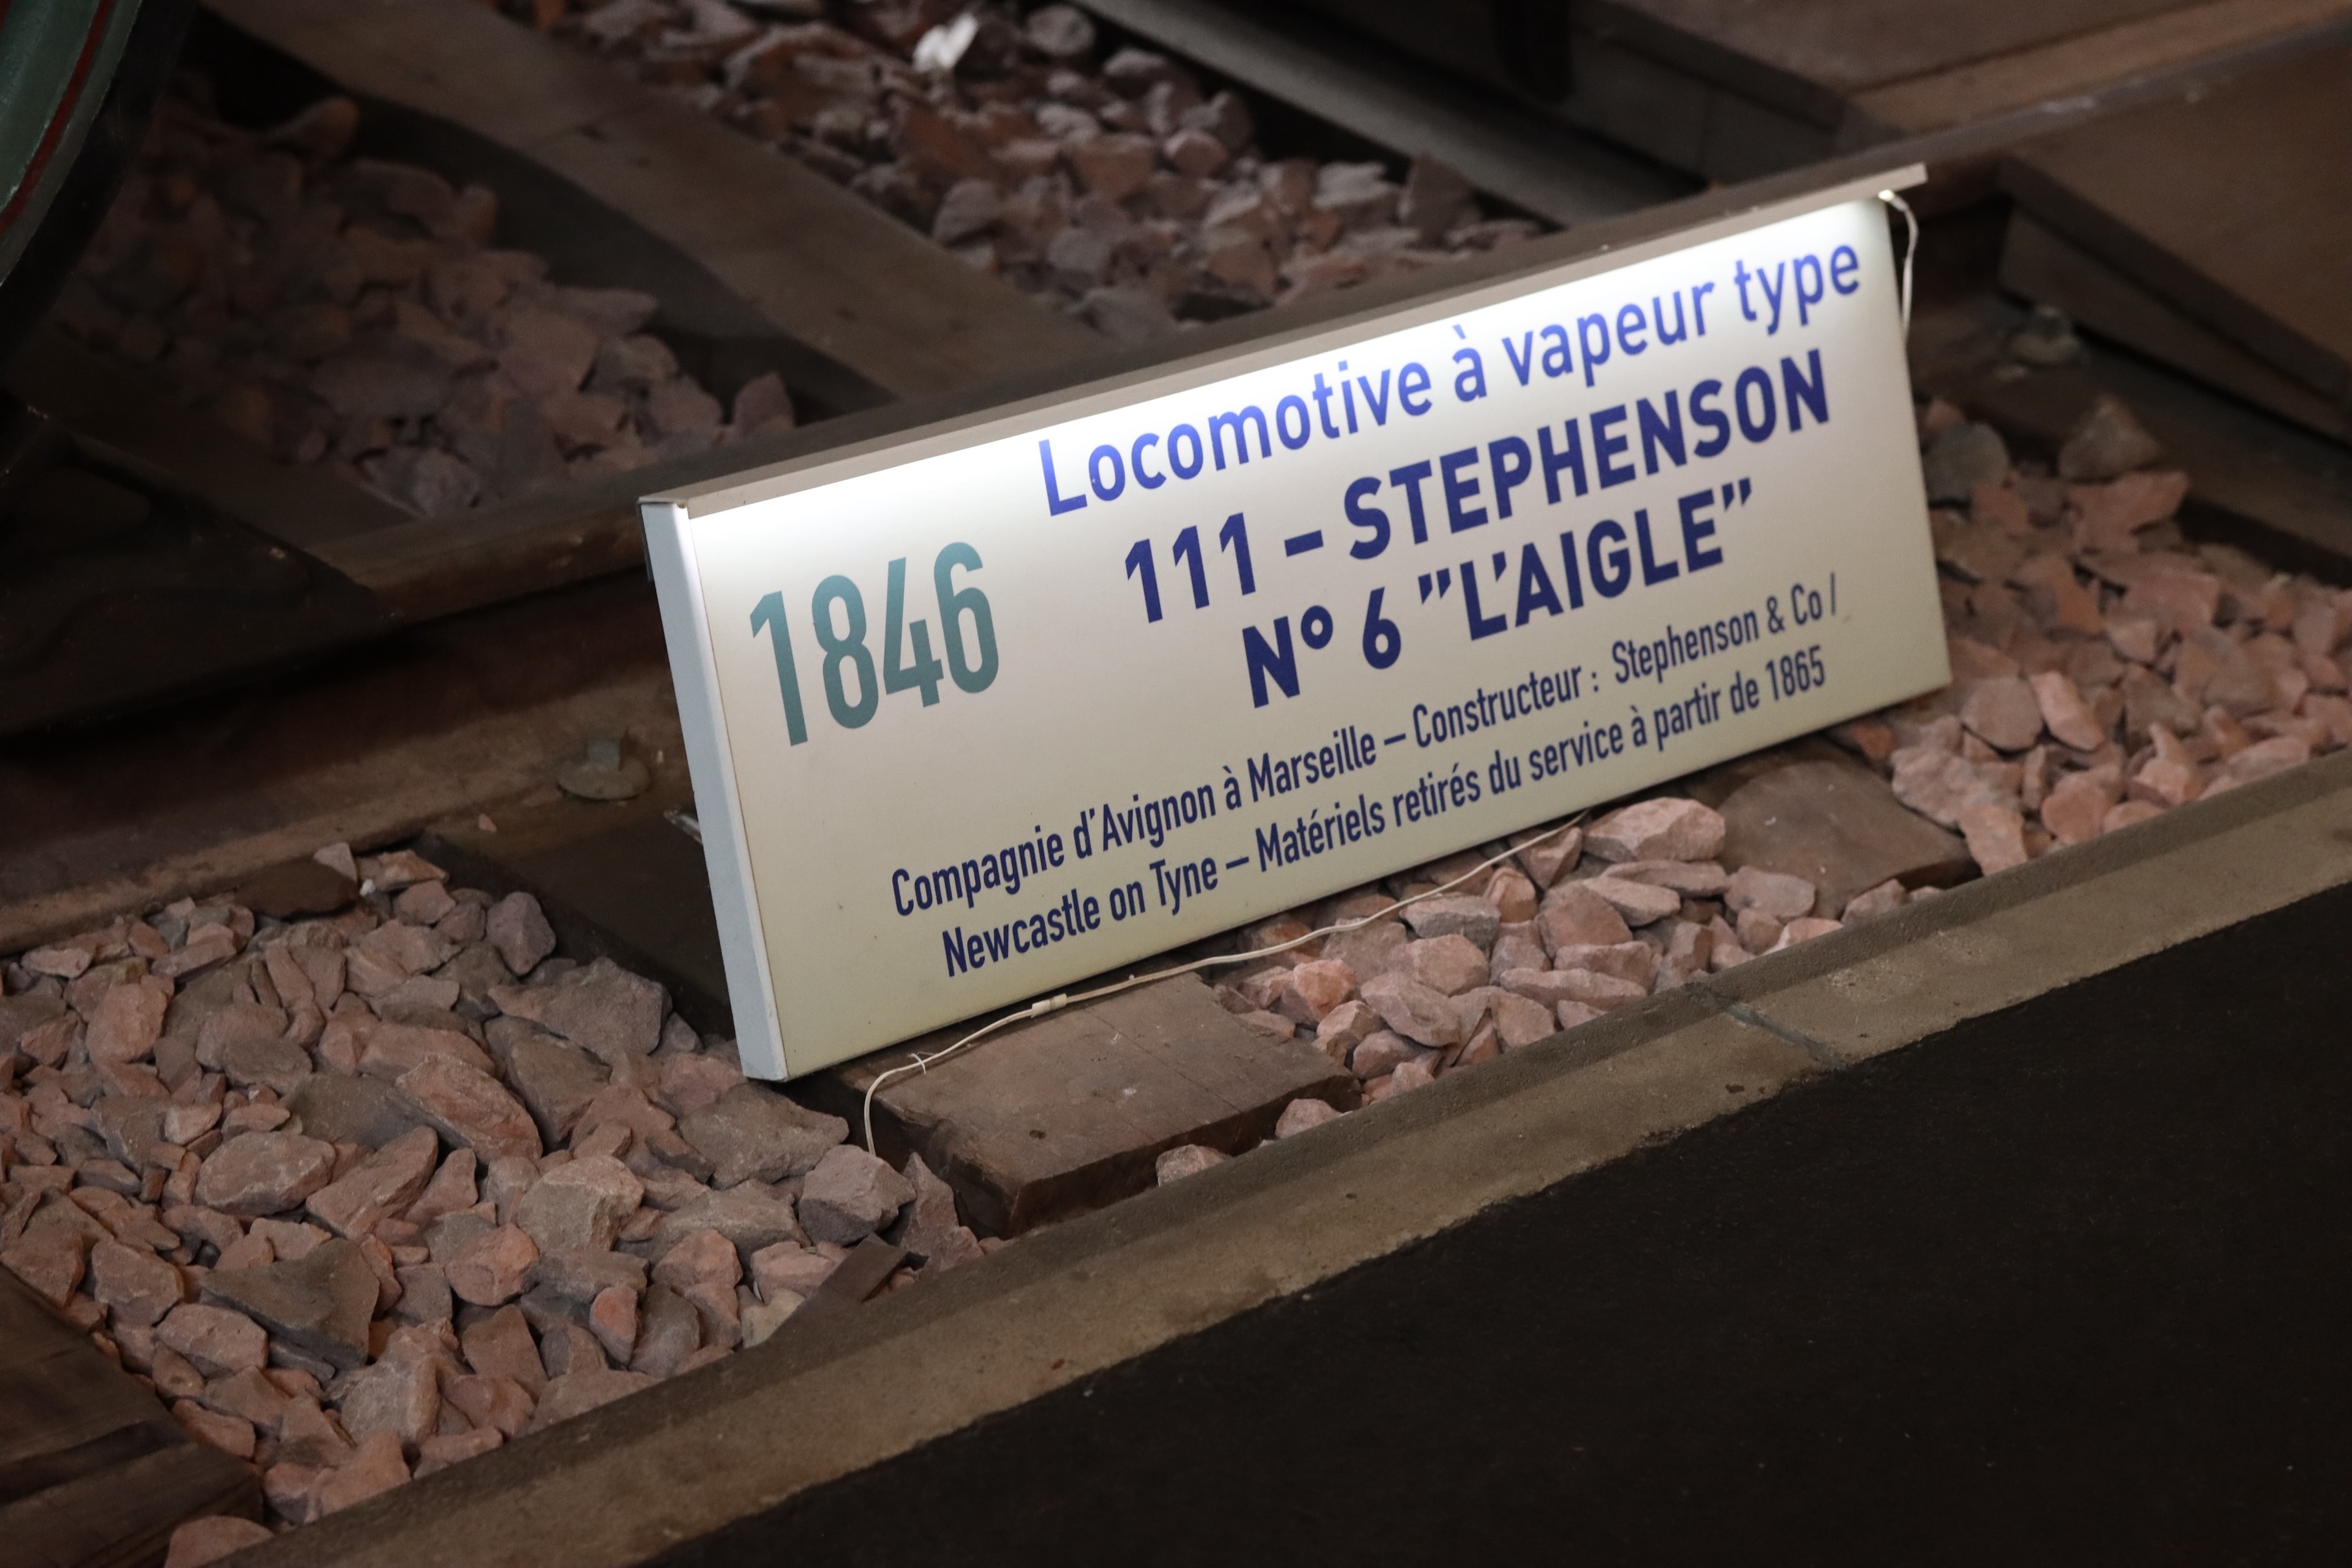 1846
Locomotive à vapeur type
111 – STEPHENSON
N° 6 "L'AIGLE"
Compagnie d'Avignon à Marseille – Constructeur : Stephenson & Co /
Newcastle on Tyne – Matériels retirés du service à partir de 1865